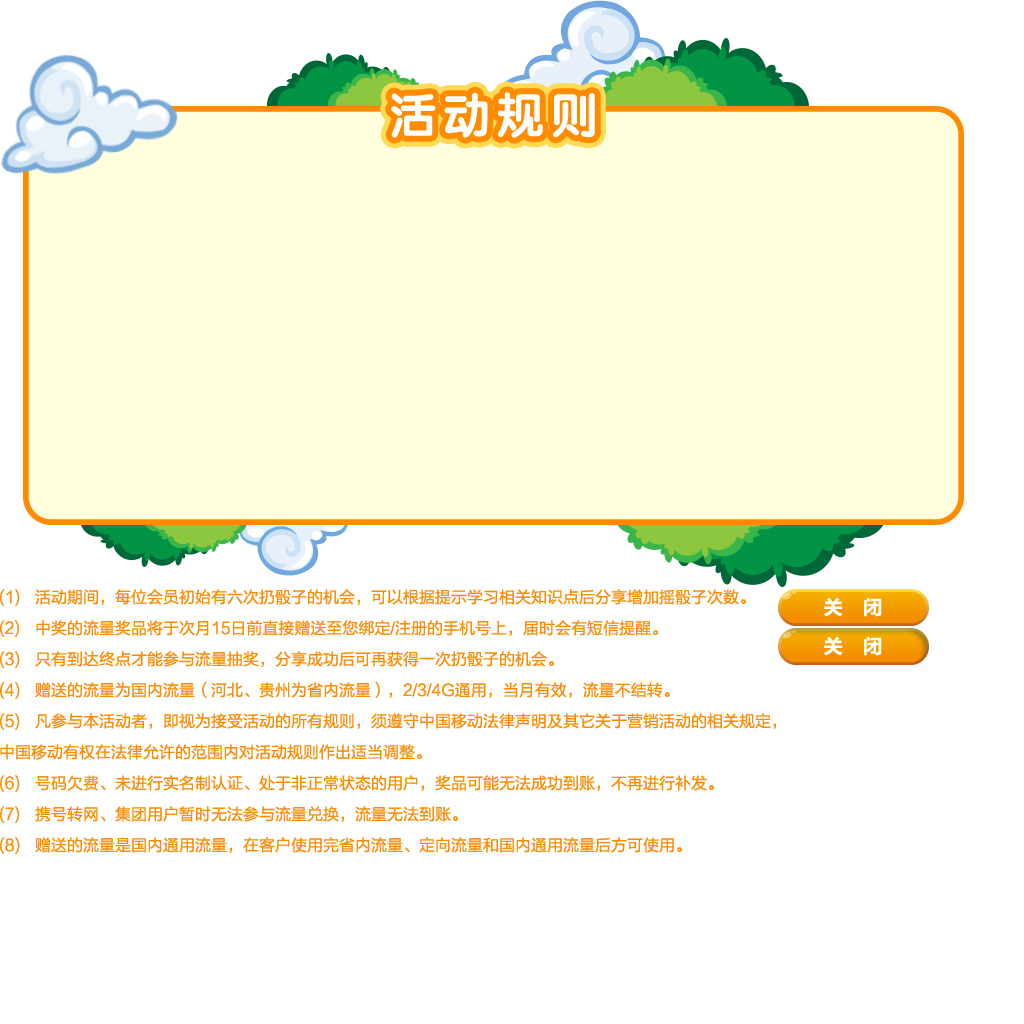 活动规则
(1) 活动期间，每位会员初始有六次扔骰子的机会，可以根据提示学习相关知识点后分享增加摇骰子次数。
关 闭
(2) 中奖的流量奖品将于次月15日前直接赠送至您绑定/注册的手机号上，届时会有短信提醒。
关 闭
(3) 只有到达终点才能参与流量抽奖，分享成功后可再获得一次扔骰子的机会。
(4) 赠送的流量为国内流量（河北、贵州为省内流量），2/3/4G通用，当月有效，流量不结转。
(5) 凡参与本活动者，即视为接受活动的所有规则，须遵守中国移动法律声明及其它关于营销活动的相关规定，
中国移动有权在法律允许的范围内对活动规则作出适当调整。
(6) 号码欠费、未进行实名制认证、处于非正常状态的用户，奖品可能无法成功到账，不再进行补发。
(7) 携号转网、集团用户暂时无法参与流量兑换，流量无法到账。
(8) 赠送的流量是国内通用流量，在客户使用完省内流量、定向流量和国内通用流量后方可使用。